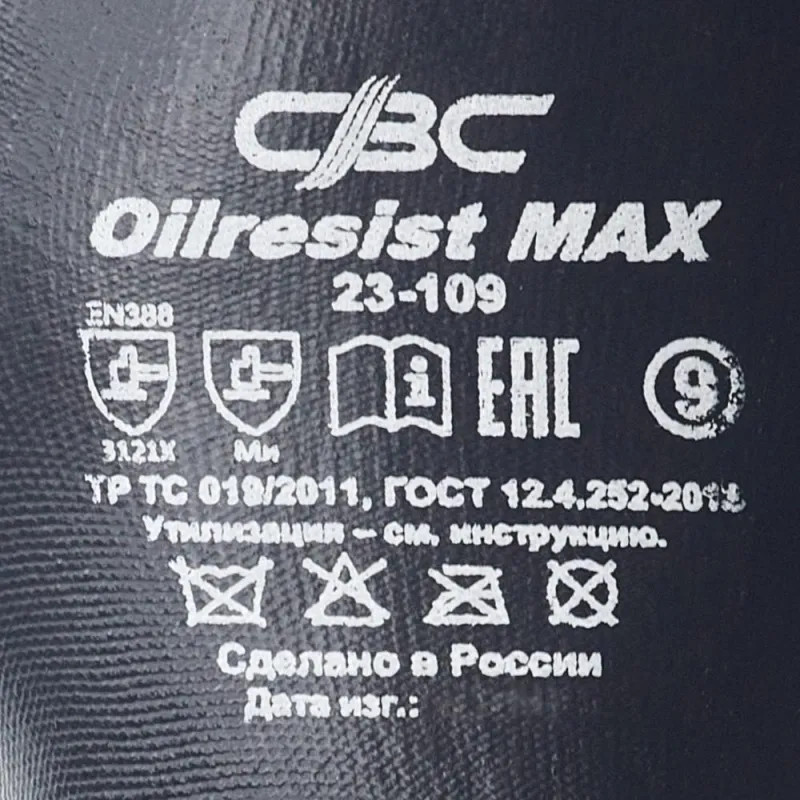 СВС
Oilresist MAX
23-109
EN388
i
EAC
9
3121X
Ми
ТР ТС 019/2011, ГОСТ 12.4.252-2013
Утилизация – см. инструкцию.
Сделано в России
Дата изг.: